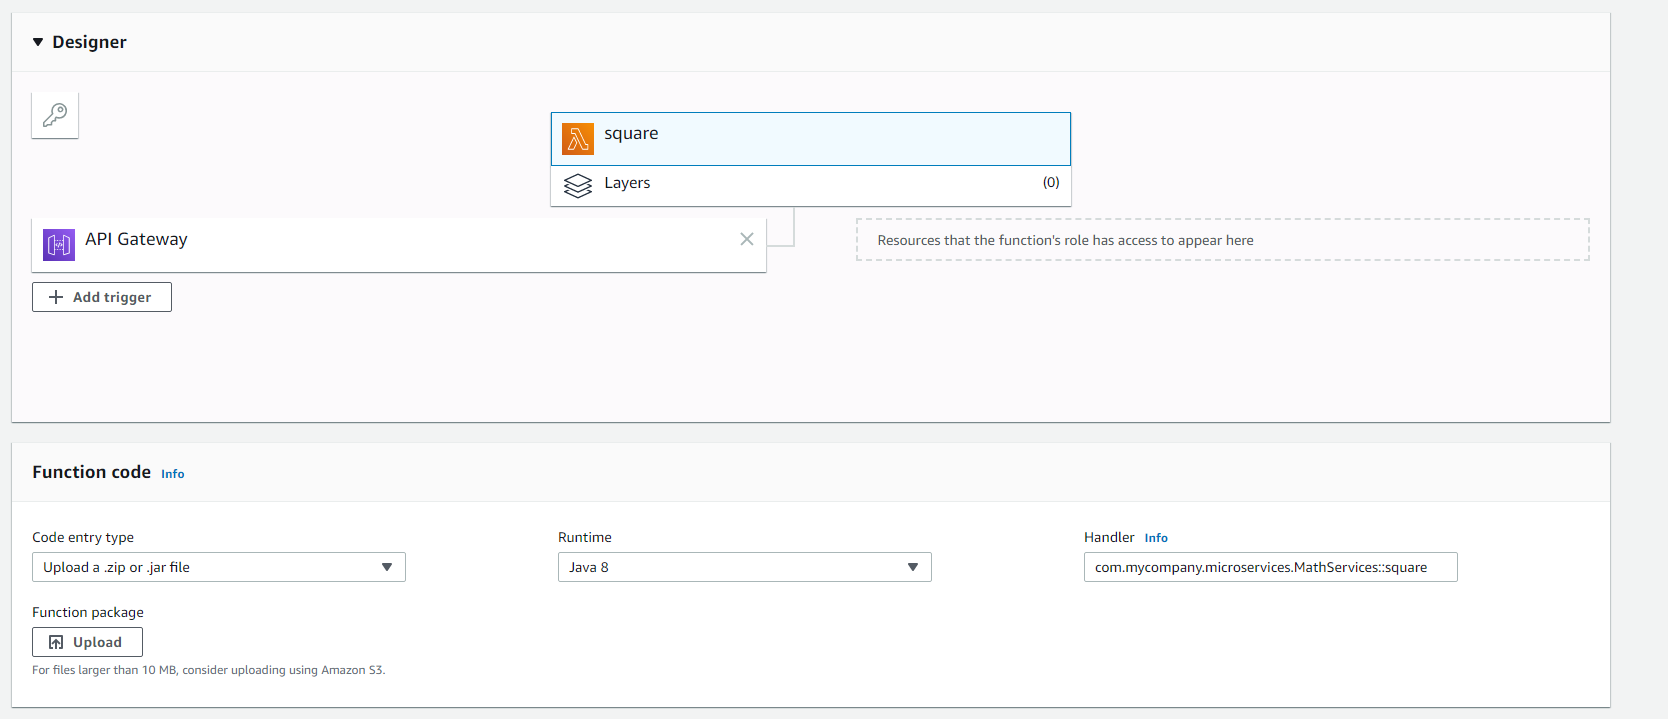 Designer
square
Layers (0)
API Gateway
Resources that the function's role has access to appear here
Add trigger
Function code Info
Code entry type
Runtime
Handler Info
Upload a .zip or .jar file
Java 8
com.mycompany.microservices.MathServices::square
Function package
Upload
For files larger than 10 MB, consider uploading using Amazon S3.